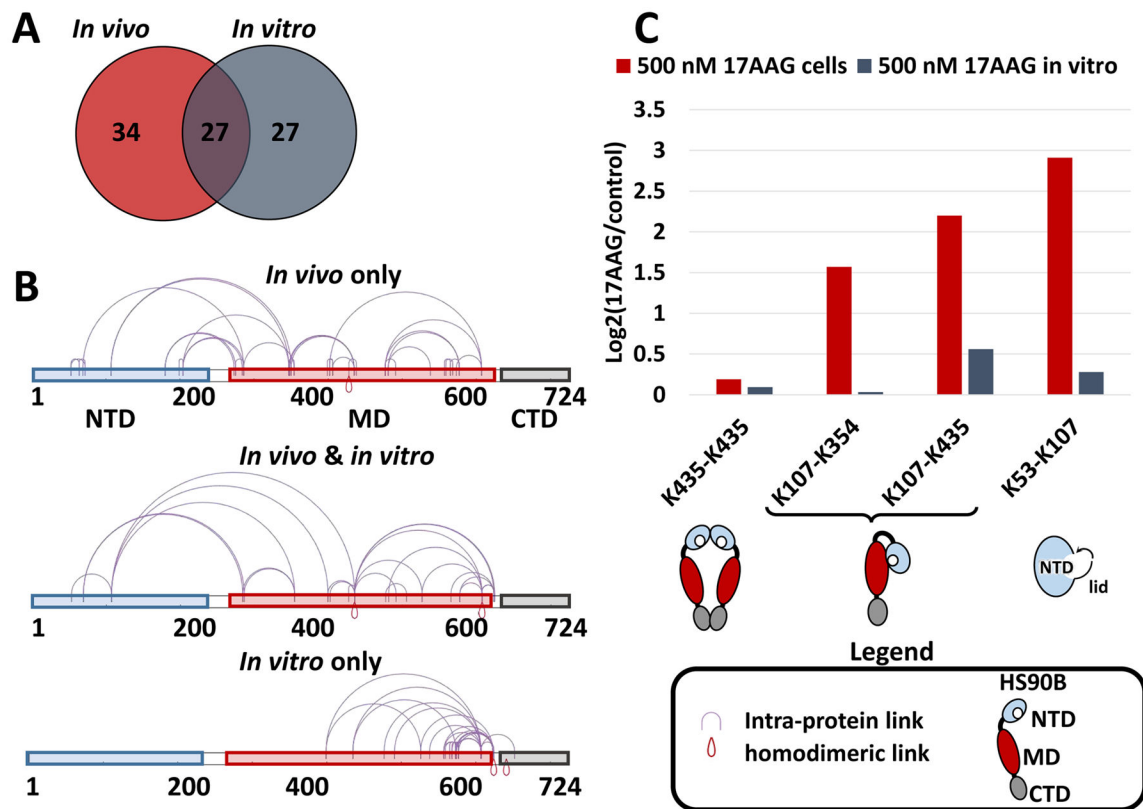 A
In vivo
In vitro
34
27
27
B
In vivo only
1
200
400
600
724
NTD
MD
CTD
In vivo & in vitro
1
200
400
600
724
In vitro only
1
200
400
600
724
C
500 nM 17AAG cells
500 nM 17AAG in vitro
Log2(17AAG/control)
3.5
3
2.5
2
1.5
1
0.5
0
K435-K435
K107-K354
K107-K435
K53-K107
NTD
lid
Legend
Intra-protein link
homodimeric link
HS90B
NTD
MD
CTD